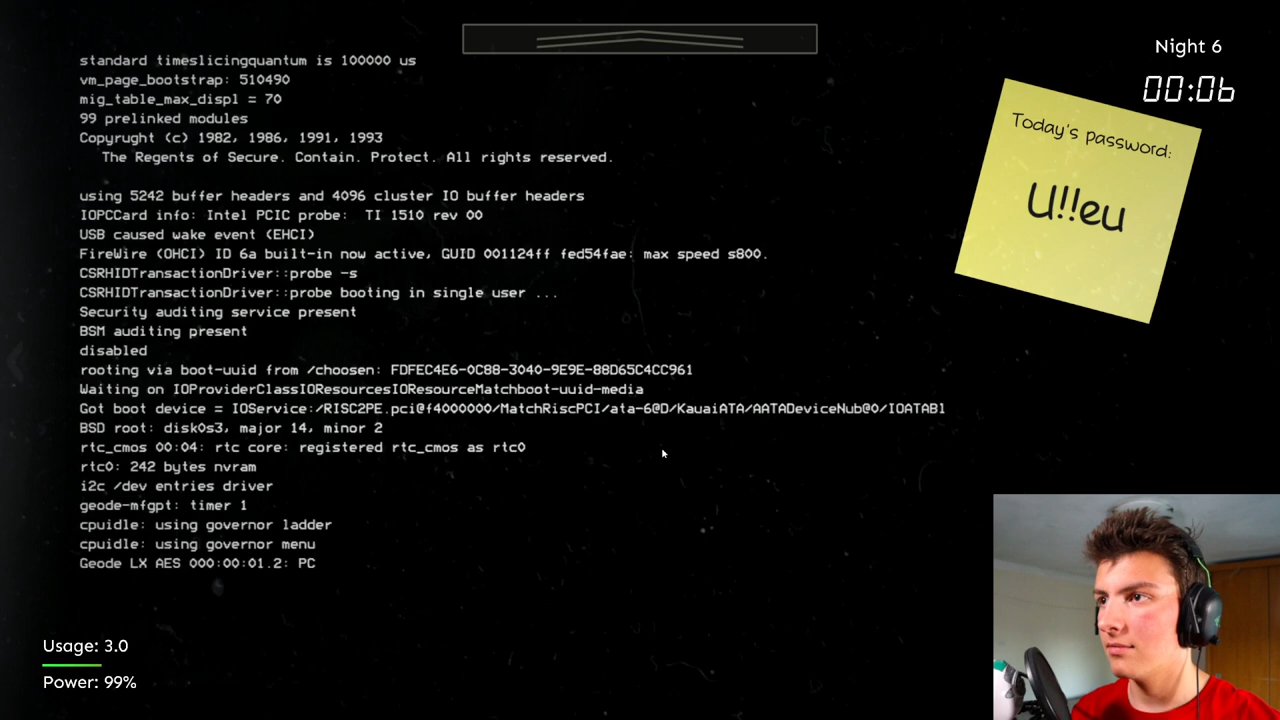 standard timeslicingquantum is 100000 us
vm_page_bootstrap: 510490
mig_table_max_displ = 70
99 prelinked modules
Copyrught (c) 1982, 1986, 1991, 1993
The Regents of Secure. Contain. Protect. All rights reserved.
using 5242 buffer headers and 4096 cluster IO buffer headers
IOPCCard info: Intel PCIC probe: TI 1510 rev 00
USB caused wake event (EHCI)
FireWire (OHCI) ID 6a built-in now active, GUID 001124ff fed54fae: max speed s800.
CSRHIDTransactionDriver::probe -s
CSRHIDTransactionDriver::probe booting in single user ...
Security auditing service present
BSM auditing present
disabled
rooting via boot-uuid from /choosen: FDFEC4E6-0C88-3040-9E9E-88D65C4CC961
Waiting on IOProviderClassIOResourcesIOResourceMatchboot-uuid-media
Got boot device = IOService:/RISC2PE.pci@f4000000/MatchRiscPCI/ata-6@D/KauaiATA/AATADeviceNub@0/IOATAB1
BSD root: disk0s3, major 14, minor 2
rtc_cmos 00:04: rtc core: registered rtc_cmos as rtc0
rtc0: 242 bytes nvram
i2c /dev entries driver
geode-mfgpt: timer 1
cpuidle: using governor ladder
cpuidle: using governor menu
Geode LX AES 000:00:01.2: PC
Night 6
00:06
Today's password:
U!!eu
Usage: 3.0
Power: 99%